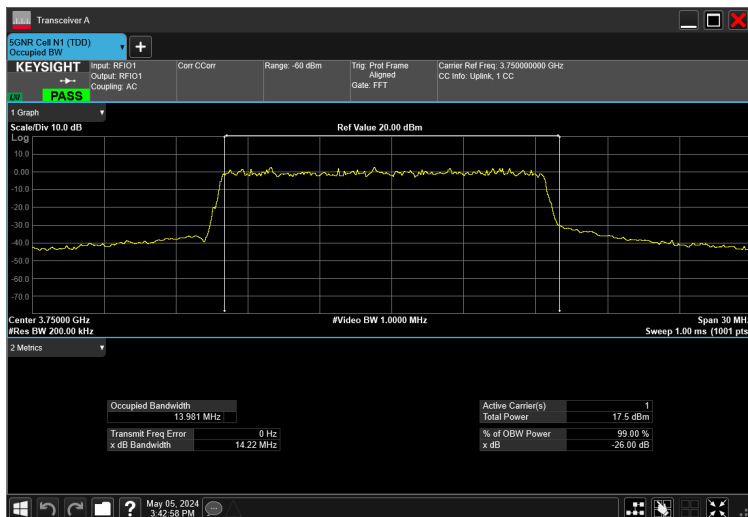 Transceiver A
5GNR Cell N1 (TDD)
Occupied BW
+
KEYSIGHT
LXI
PASS
Input: RFIO1
Output: RFIO1
Coupling: AC
Corr CCorr
Range: -60 dBm
Trig: Prot Frame
Aligned
Gate: FFT
Carrier Ref Freq: 3.750000000 GHz
CC Info: Uplink, 1 CC
1 Graph
Scale/Div 10.0 dB
Ref Value 20.00 dBm
Log
10.0
0.00
-10.0
-20.0
-30.0
-40.0
-50.0
-60.0
-70.0
Center 3.75000 GHz
#Video BW 1.0000 MHz
Span 30 MH
#Res BW 200.00 kHz
Sweep 1.00 ms (1001 pts
2 Metrics
Occupied Bandwidth
13.981 MHz
Transmit Freq Error 0 Hz
x dB Bandwidth 14.22 MHz
Active Carrier(s) 1
Total Power 17.5 dBm
% of OBW Power 99.00 %
x dB -26.00 dB
?
May 05, 2024
3:42:58 PM